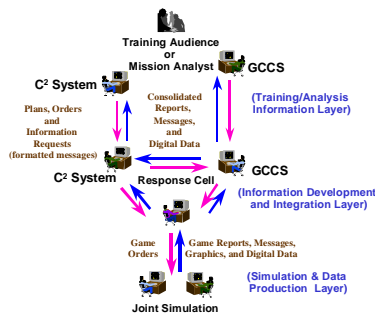 Training Audience
or
Mission Analyst
C² System
GCCS
Plans, Orders
and
Information
Requests
(formatted messages)
Consolidated
Reports,
Messages,
and
Digital Data
(Training/Analysis
Information Layer)
C² System
Response Cell
GCCS
(Information Development
and Integration Layer)
Game
Orders
Game Reports, Messages,
Graphics, and Digital Data
(Simulation & Data
Production Layer)
Joint Simulation